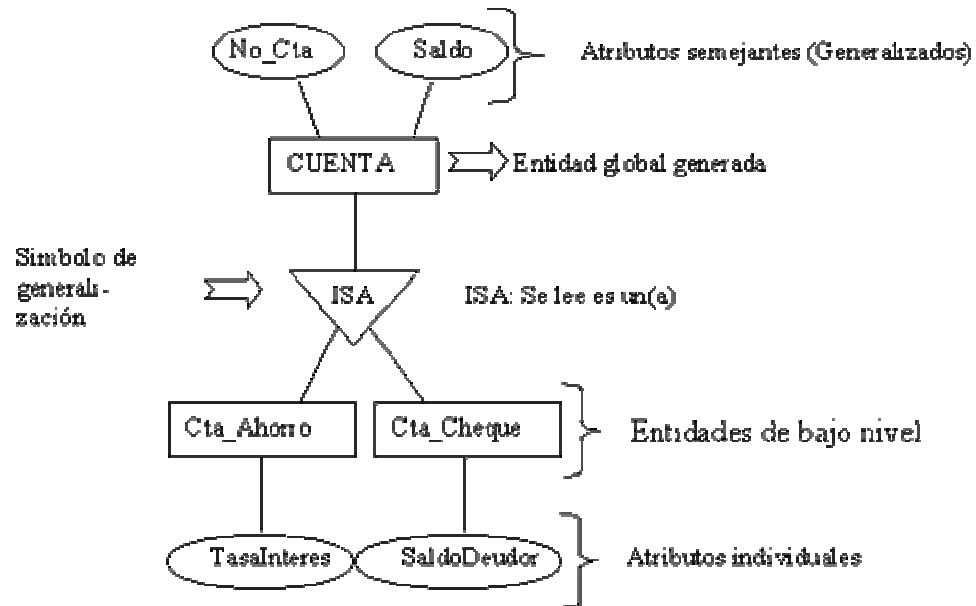 No_Cta
Saldo
Atributos semejantes (Generalizados)
CUENTA
Entidad global generada
Simbolo de
generali-
zación
ISA
ISA: Se lee es un(a)
Cta_Ahorro
Cta_Cheque
Entidades de bajo nivel
TasaInteres
SaldoDeudor
Atributos individuales